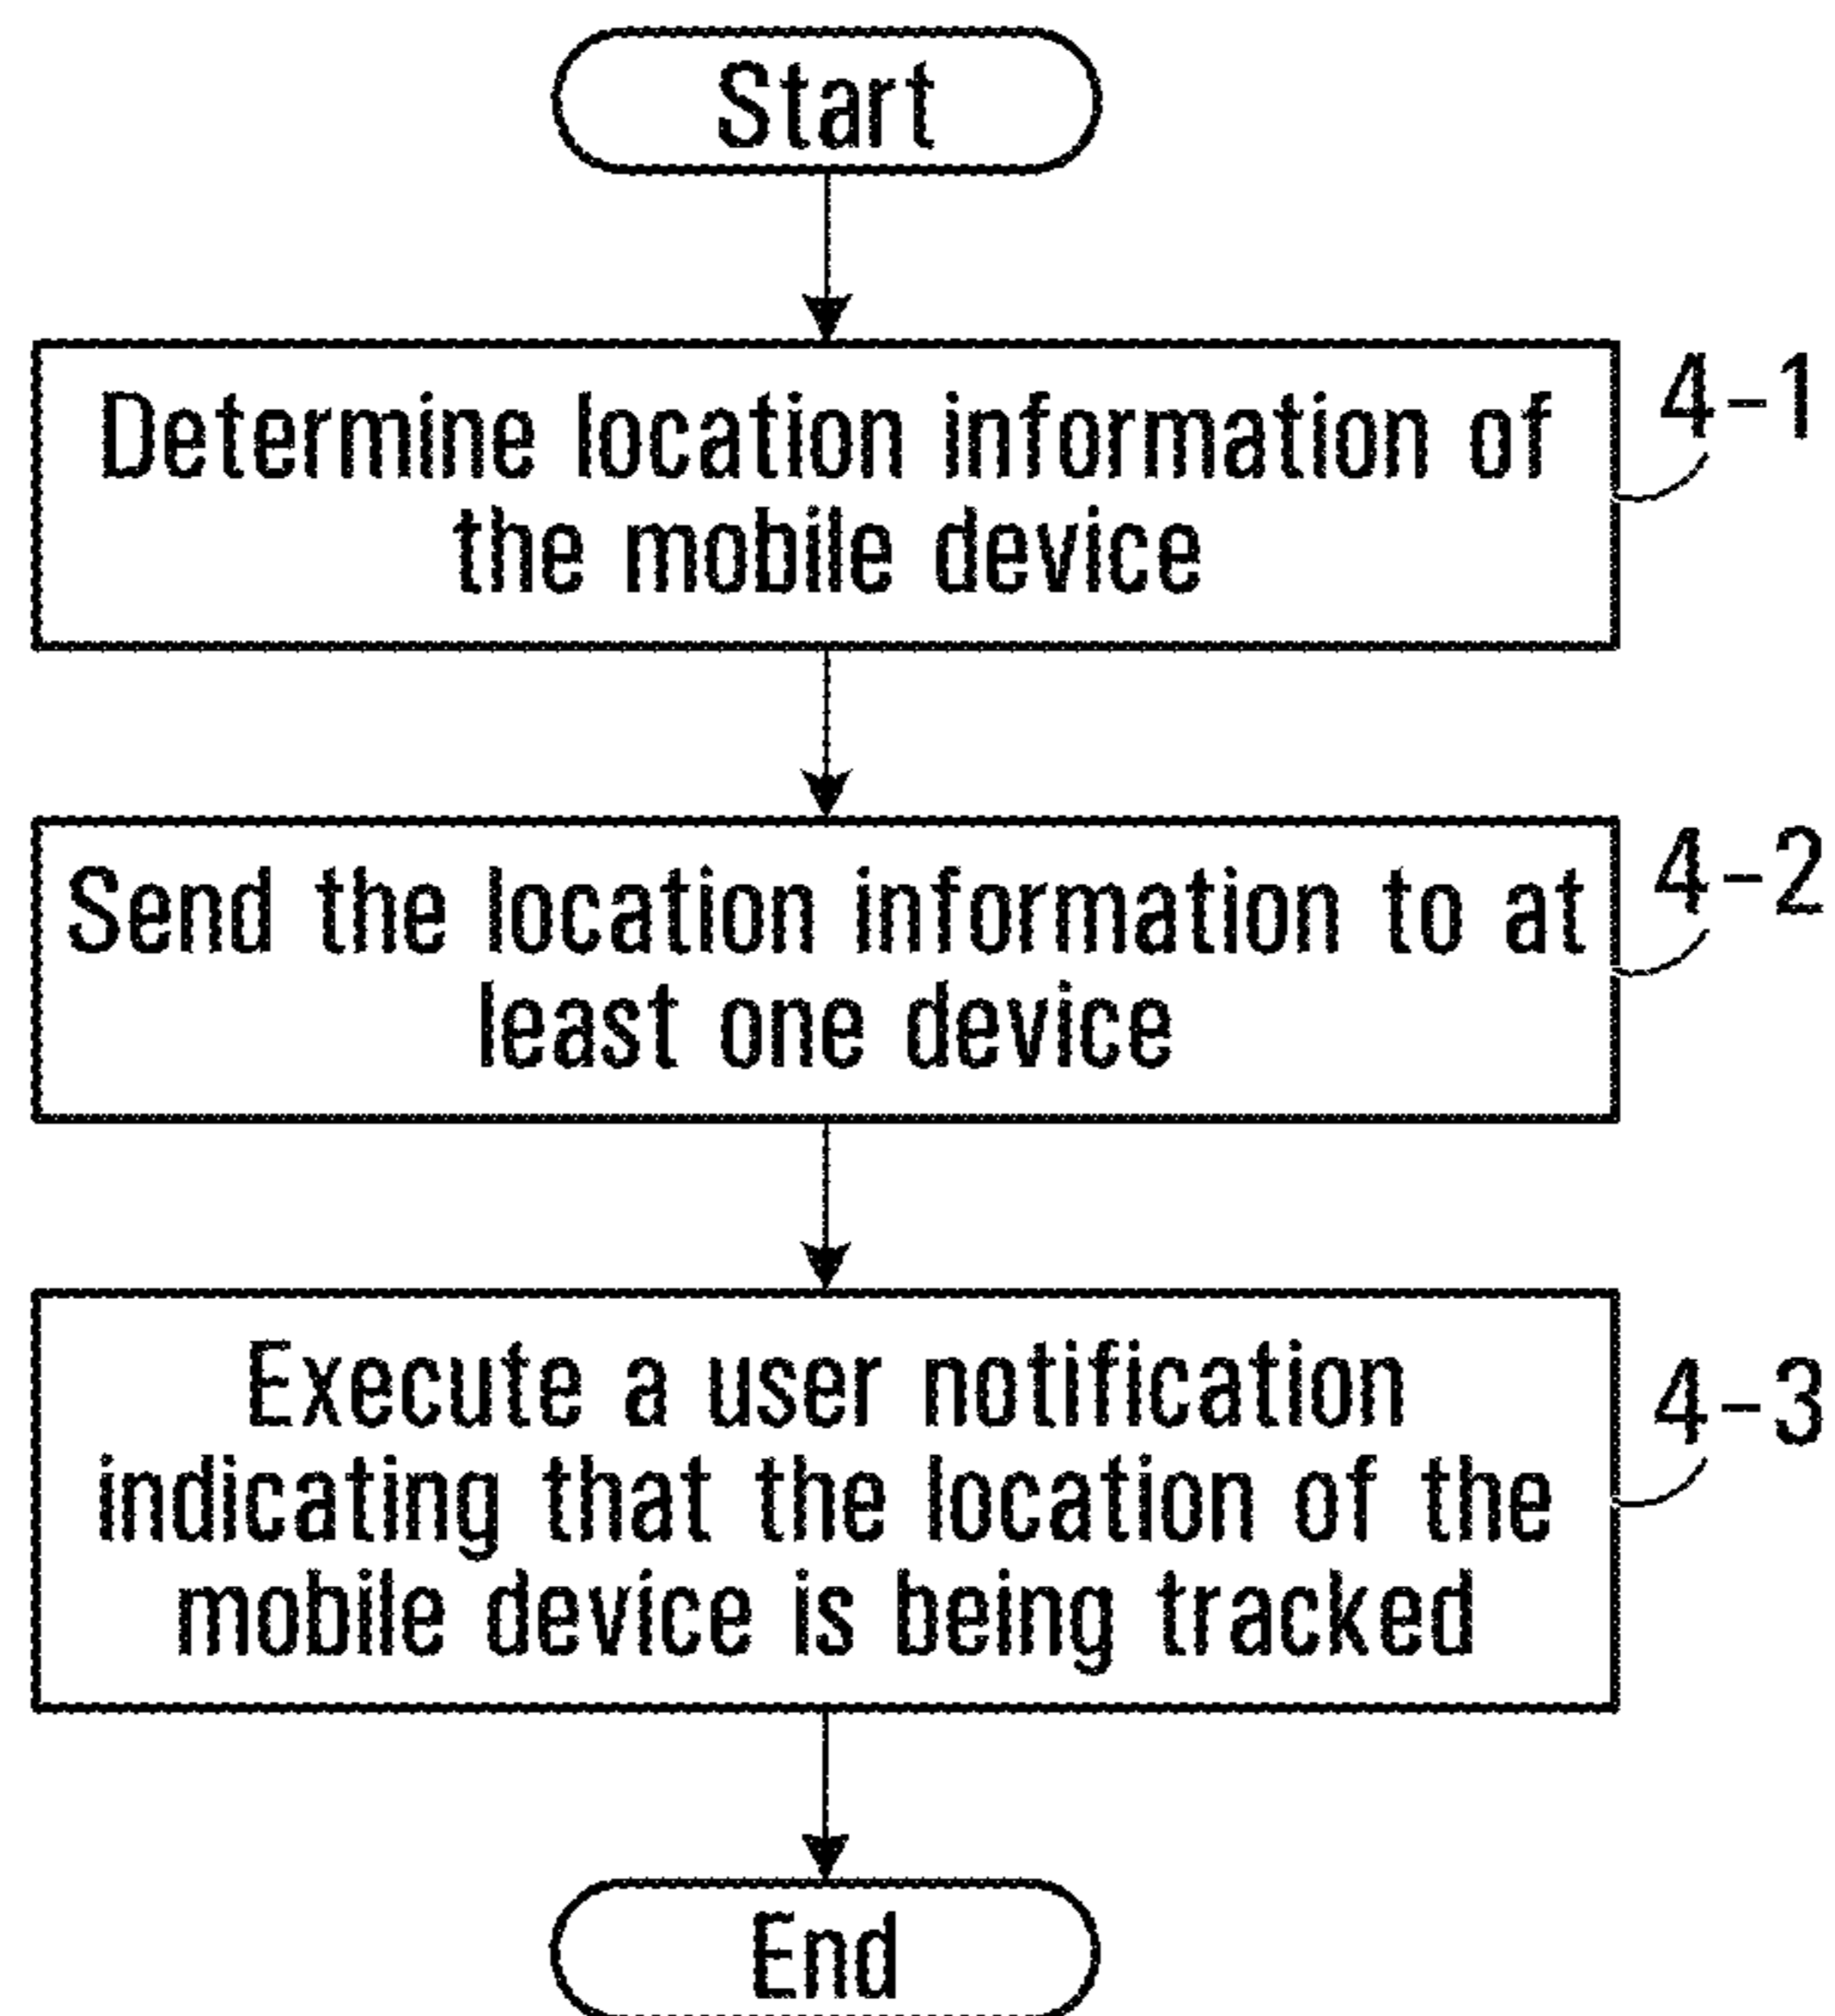 Start
Determine location information of
the mobile device
4-1
Send the location information to at
least one device
4-2
Execute a user notification
indicating that the location of the
mobile device is being tracked
4-3
End